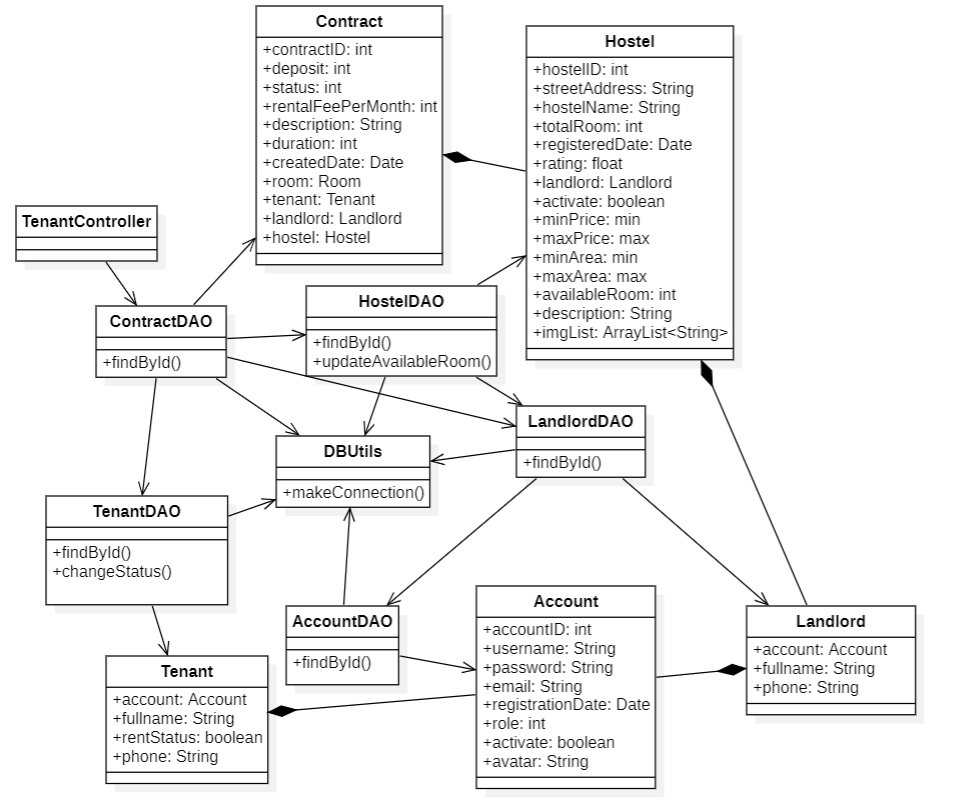 Contract
+contractID: int
+deposit: int
+status: int
+rentalFeePerMonth: int
+description: String
+duration: int
+createdDate: Date
+room: Room
+tenant: Tenant
+landlord: Landlord
+hostel: Hostel
Hostel
+hostelID: int
+streetAddress: String
+hostelName: String
+totalRoom: int
+registeredDate: Date
+rating: float
+landlord: Landlord
+activate: boolean
+minPrice: min
+maxPrice: max
+minArea: min
+maxArea: max
+availableRoom: int
+description: String
+imgList: ArrayList<String>
TenantController
ContractDAO
+findById()
HostelDAO
+findById()
+updateAvailableRoom()
LandlordDAO
+findById()
DBUtils
+makeConnection()
TenantDAO
+findById()
+changeStatus()
AccountDAO
+findById()
Account
+accountID: int
+username: String
+password: String
+email: String
+registrationDate: Date
+role: int
+activate: boolean
+avatar: String
Landlord
+account: Account
+fullname: String
+phone: String
Tenant
+account: Account
+fullname: String
+rentStatus: boolean
+phone: String